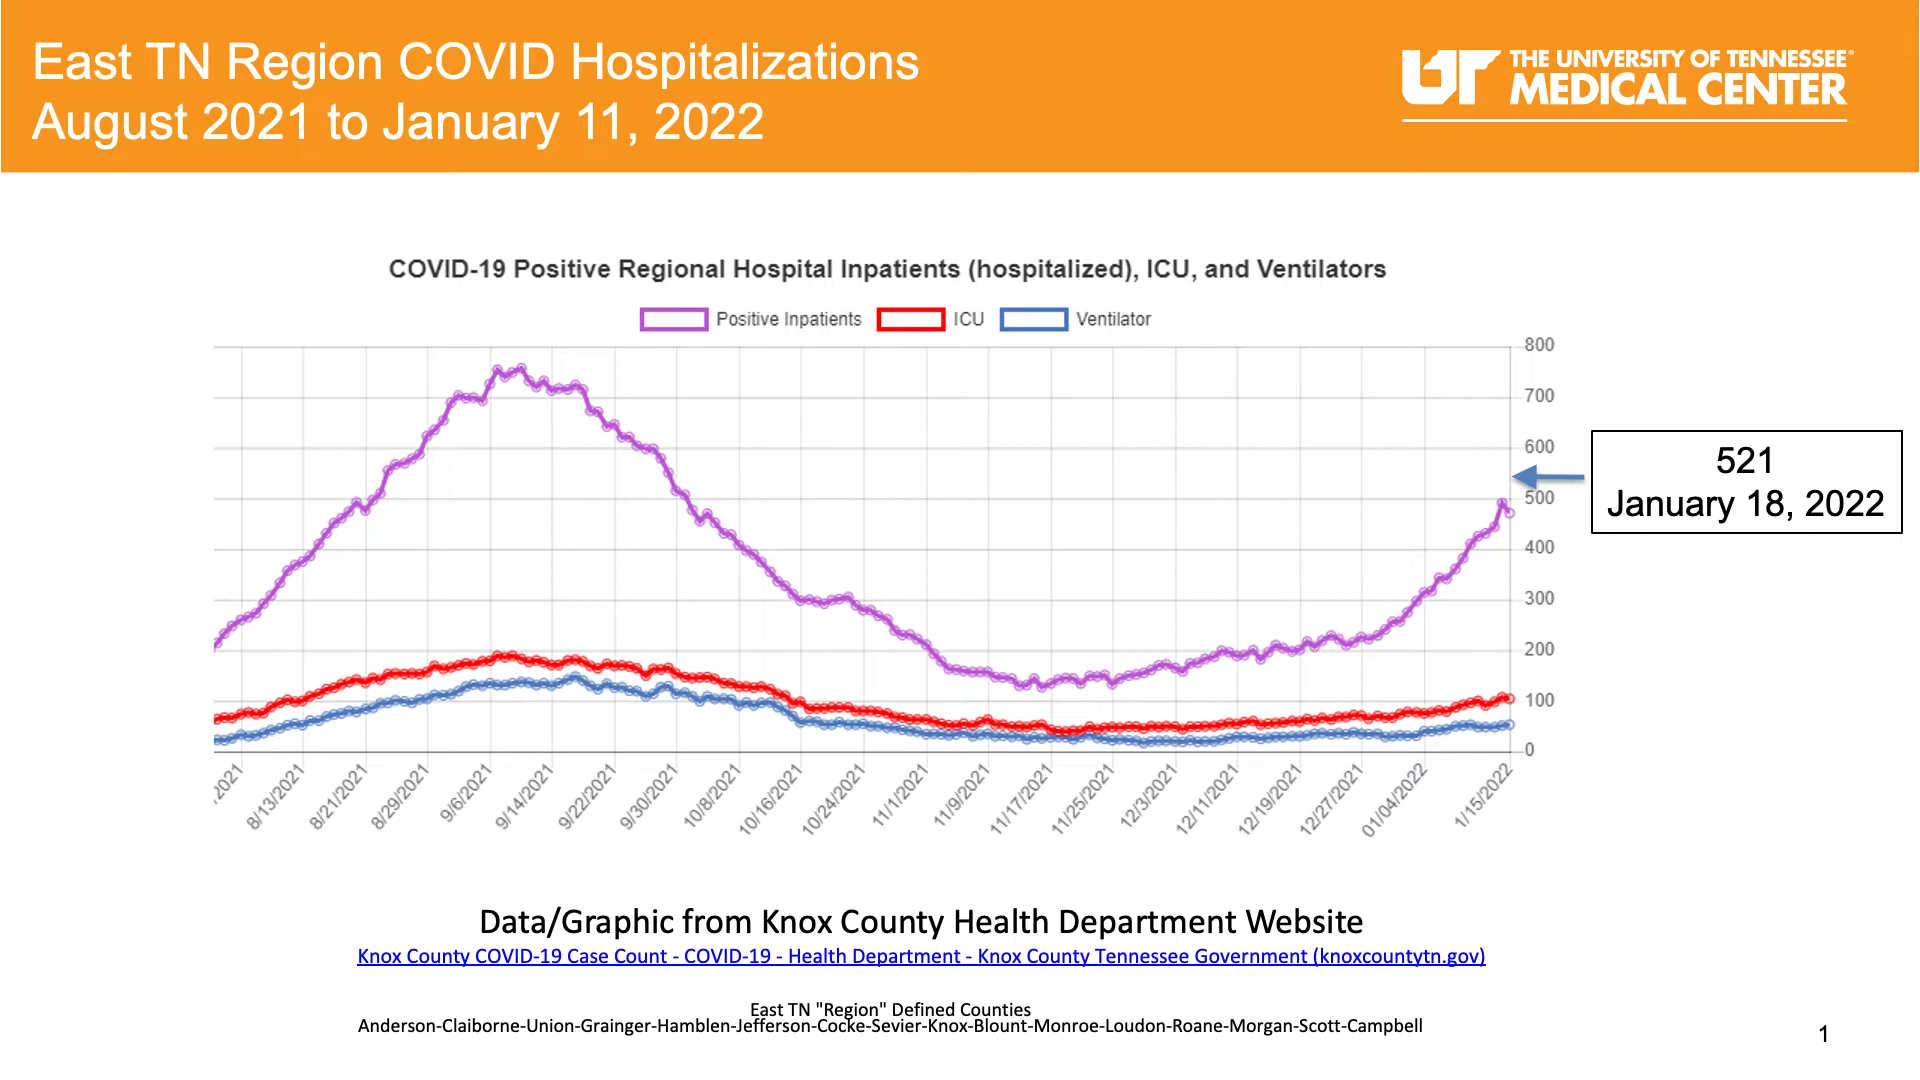 East TN Region COVID Hospitalizations
August 2021 to January 11, 2022
UT THE UNIVERSITY OF TENNESSEE®
MEDICAL CENTER
COVID-19 Positive Regional Hospital Inpatients (hospitalized), ICU, and Ventilators
Positive Inpatients ICU Ventilator
800
700
600
500
400
300
200
100
0
521
January 18, 2022
2021 8/13/2021 8/21/2021 8/29/2021 9/6/2021 9/14/2021 9/22/2021 9/30/2021 10/8/2021 10/16/2021 10/24/2021 11/1/2021 11/9/2021 11/17/2021 11/25/2021 12/3/2021 12/11/2021 12/19/2021 12/27/2021 01/04/2022 1/15/2022
Data/Graphic from Knox County Health Department Website
Knox County COVID-19 Case Count - COVID-19 - Health Department - Knox County Tennessee Government (knoxcountytn.gov)
East TN "Region" Defined Counties
Anderson-Claiborne-Union-Grainger-Hamblen-Jefferson-Cocke-Sevier-Knox-Blount-Monroe-Loudon-Roane-Morgan-Scott-Campbell
1